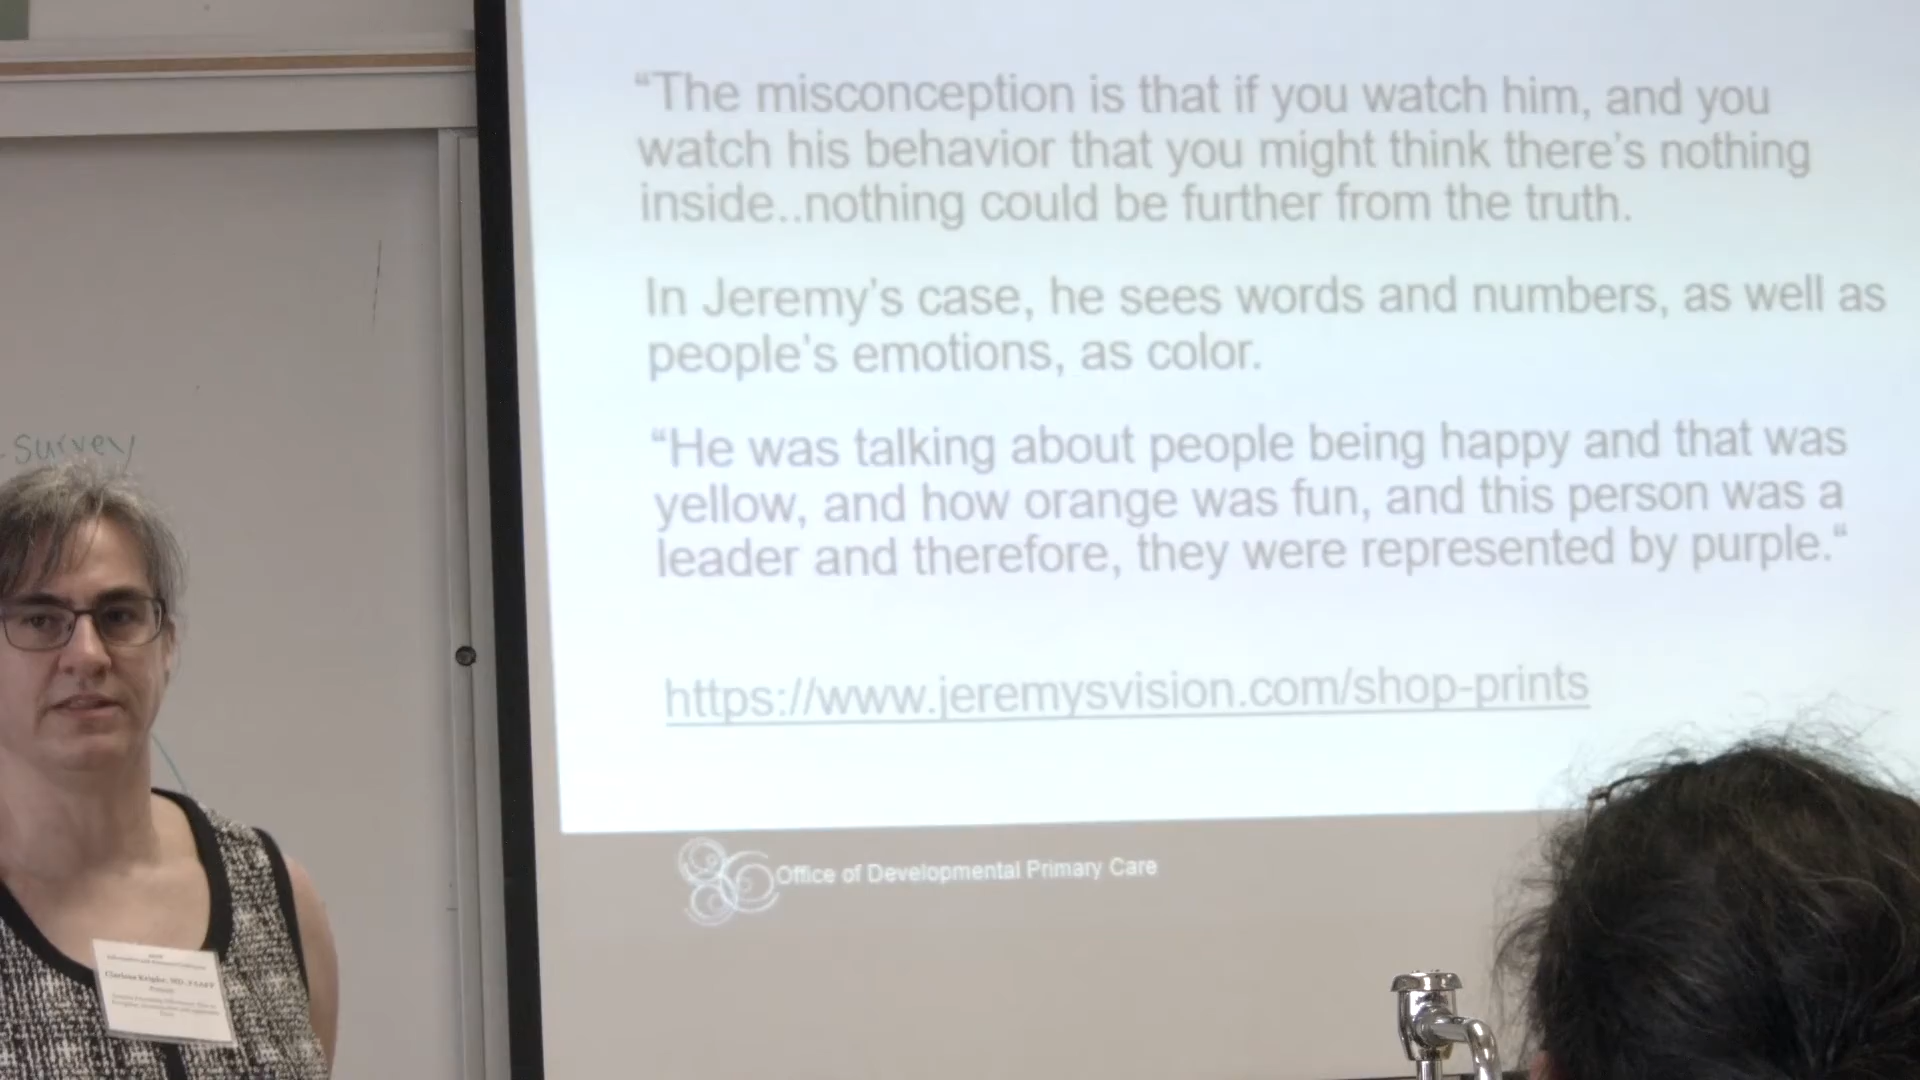 “The misconception is that if you watch him, and you
watch his behavior that you might think there’s nothing
inside..nothing could be further from the truth.
In Jeremy’s case, he sees words and numbers, as well as
people’s emotions, as color.
“He was talking about people being happy and that was
yellow, and how orange was fun, and this person was a
leader and therefore, they were represented by purple.“
https://www.jeremysvision.com/shop-prints
Office of Developmental Primary Care
-survey
MD, FAAFP